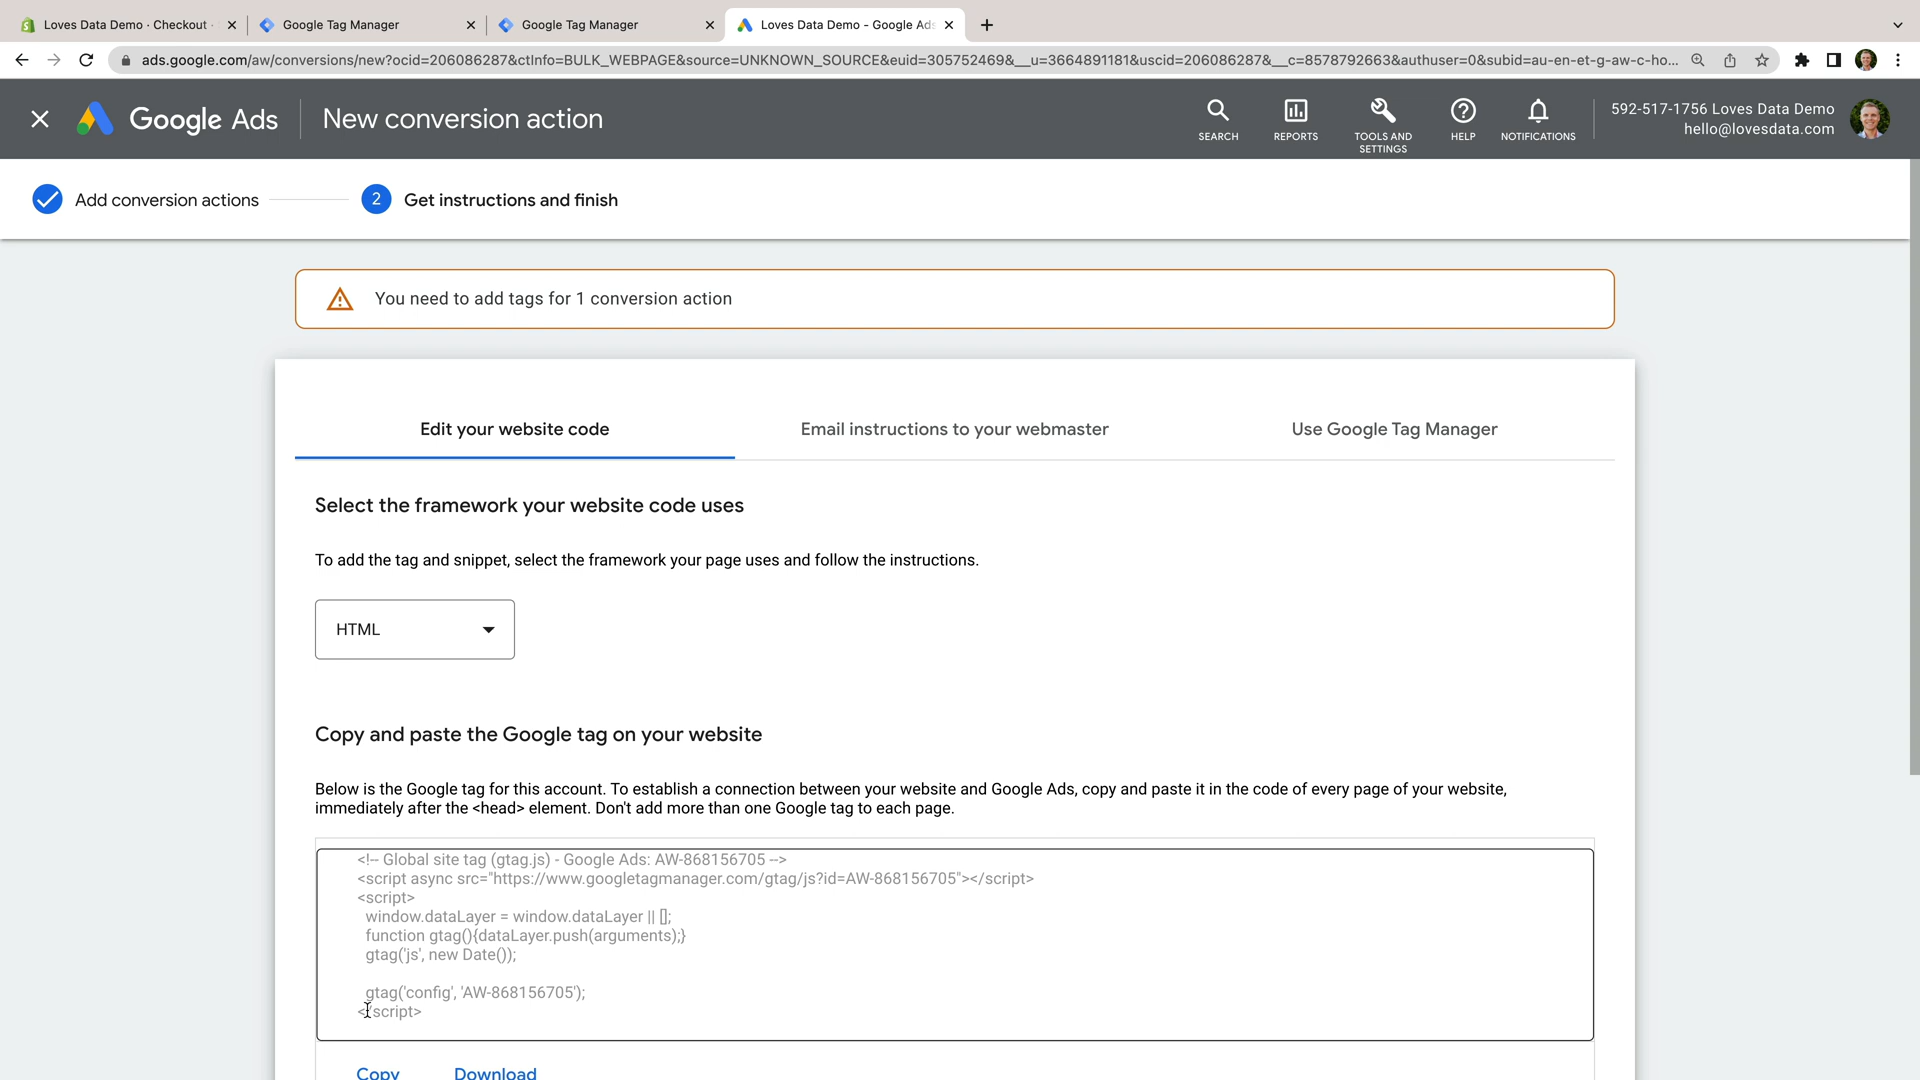 Loves Data Demo · Checkout ·
Google Tag Manager
Google Tag Manager
Loves Data Demo - Google Ads
ads.google.com/aw/conversions/new?ocid=206086287&ctInfo=BULK_WEBPAGE&source=UNKNOWN_SOURCE&euid=305752469&__u=3664891181&uscid=206086287&__c=8578792663&authuser=0&subid=au-en-et-g-aw-c-ho...
Google Ads
New conversion action
SEARCH
REPORTS
TOOLS AND
SETTINGS
HELP
NOTIFICATIONS
592-517-1756 Loves Data Demo
hello@lovesdata.com
Add conversion actions
2
Get instructions and finish
You need to add tags for 1 conversion action
Edit your website code
Email instructions to your webmaster
Use Google Tag Manager
Select the framework your website code uses
To add the tag and snippet, select the framework your page uses and follow the instructions.
HTML
Copy and paste the Google tag on your website
Below is the Google tag for this account. To establish a connection between your website and Google Ads, copy and paste it in the code of every page of your website,
immediately after the <head> element. Don't add more than one Google tag to each page.
<!-- Global site tag (gtag.js) - Google Ads: AW-868156705 -->
<script async src="https://www.googletagmanager.com/gtag/js?id=AW-868156705"></script>
<script>
window.dataLayer = window.dataLayer || [];
function gtag(){dataLayer.push(arguments);}
gtag('js', new Date());
gtag('config', 'AW-868156705');
</script>
Copy
Download